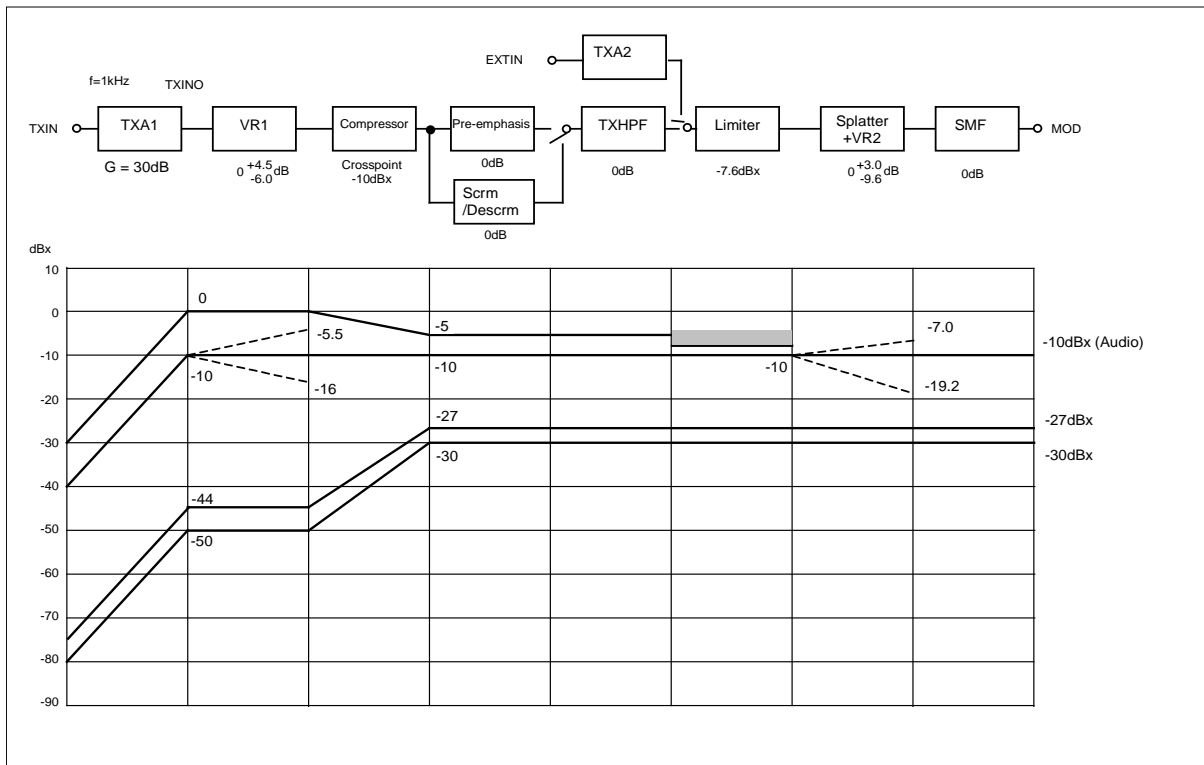 EXTIN
TXA2
f=1kHz
TXINO
TXIN
TXA1
VR1
Compressor
Pre-emphasis
TXHPF
Limiter
Splatter
+VR2
SMF
MOD
G = 30dB
0 +4.5 -6.0 dB
Crosspoint
-10dBx
0dB
0dB
-7.6dBx
0 +3.0 -9.6 dB
0dB
Scrm
/Descrm
0dB
dBx
10
0
-10
-20
-30
-40
-50
-60
-70
-80
-90
0
-5.5
-5
-7.0
-10dBx (Audio)
-10
-10
-10
-16
-19.2
-27
-27dBx
-30
-30dBx
-44
-50